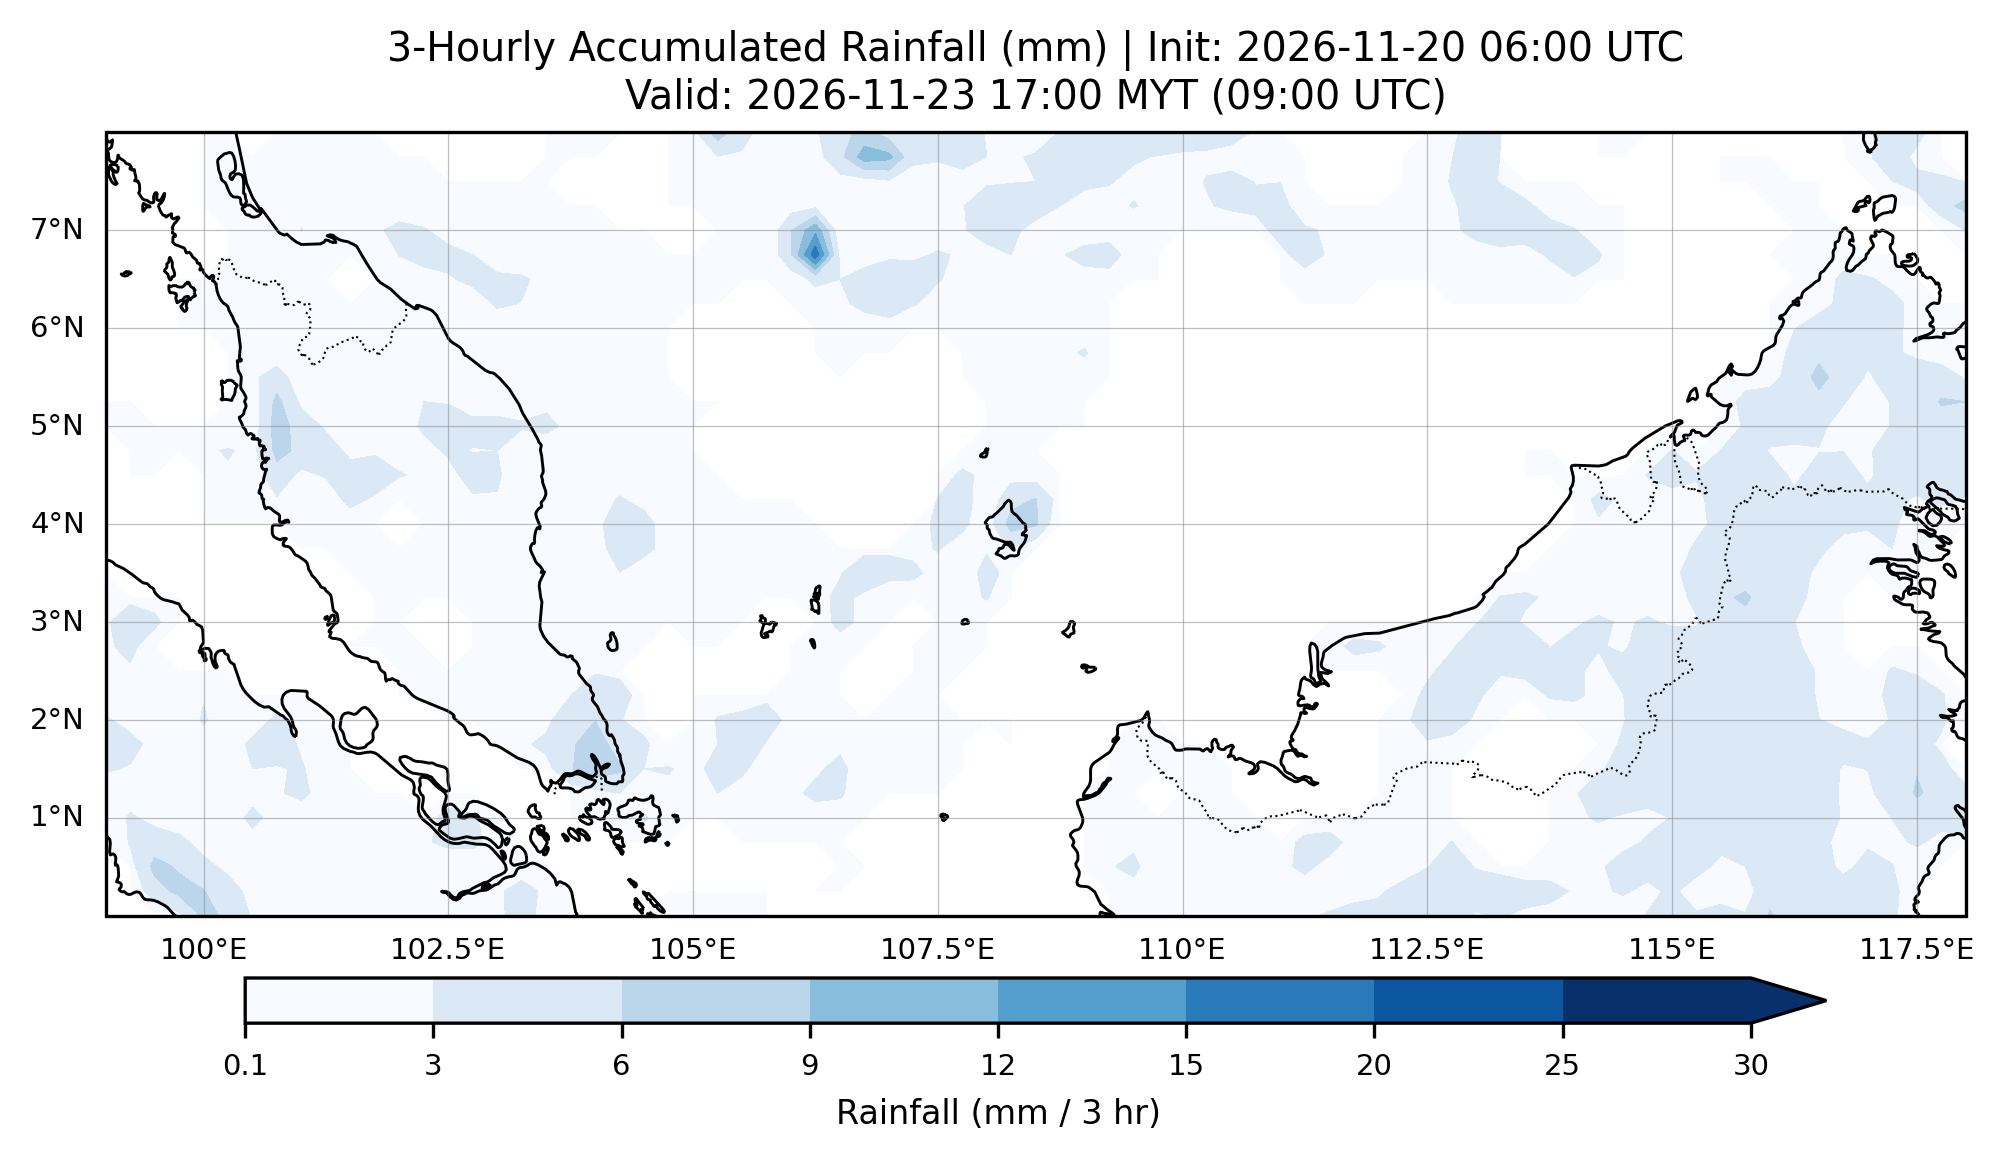 3-Hourly Accumulated Rainfall (mm) | Init: 2026-11-20 06:00 UTC
Valid: 2026-11-23 17:00 MYT (09:00 UTC)
7°N
6°N
5°N
4°N
3°N
2°N
1°N
100°E 102.5°E 105°E 107.5°E 110°E 112.5°E 115°E 117.5°E
0.1 3 6 9 12 15 20 25 30
Rainfall (mm / 3 hr)